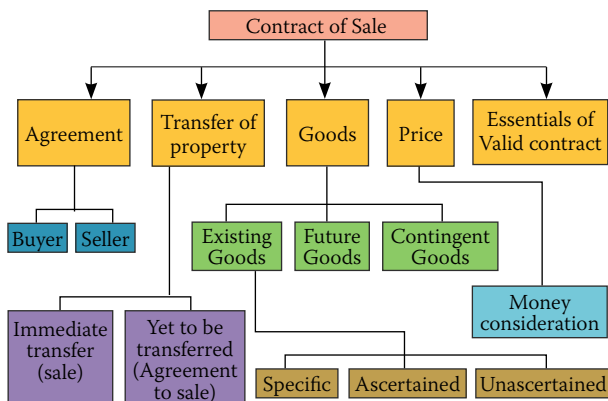 Contract of Sale
Agreement
Transfer of
property
Goods
Price
Essentials of
Valid contract
Buyer
Seller
Existing
Goods
Future
Goods
Contingent
Goods
Immediate
transfer
(sale)
Yet to be
transferred
(Agreement
to sale)
Money
consideration
Specific
Ascertained
Unascertained